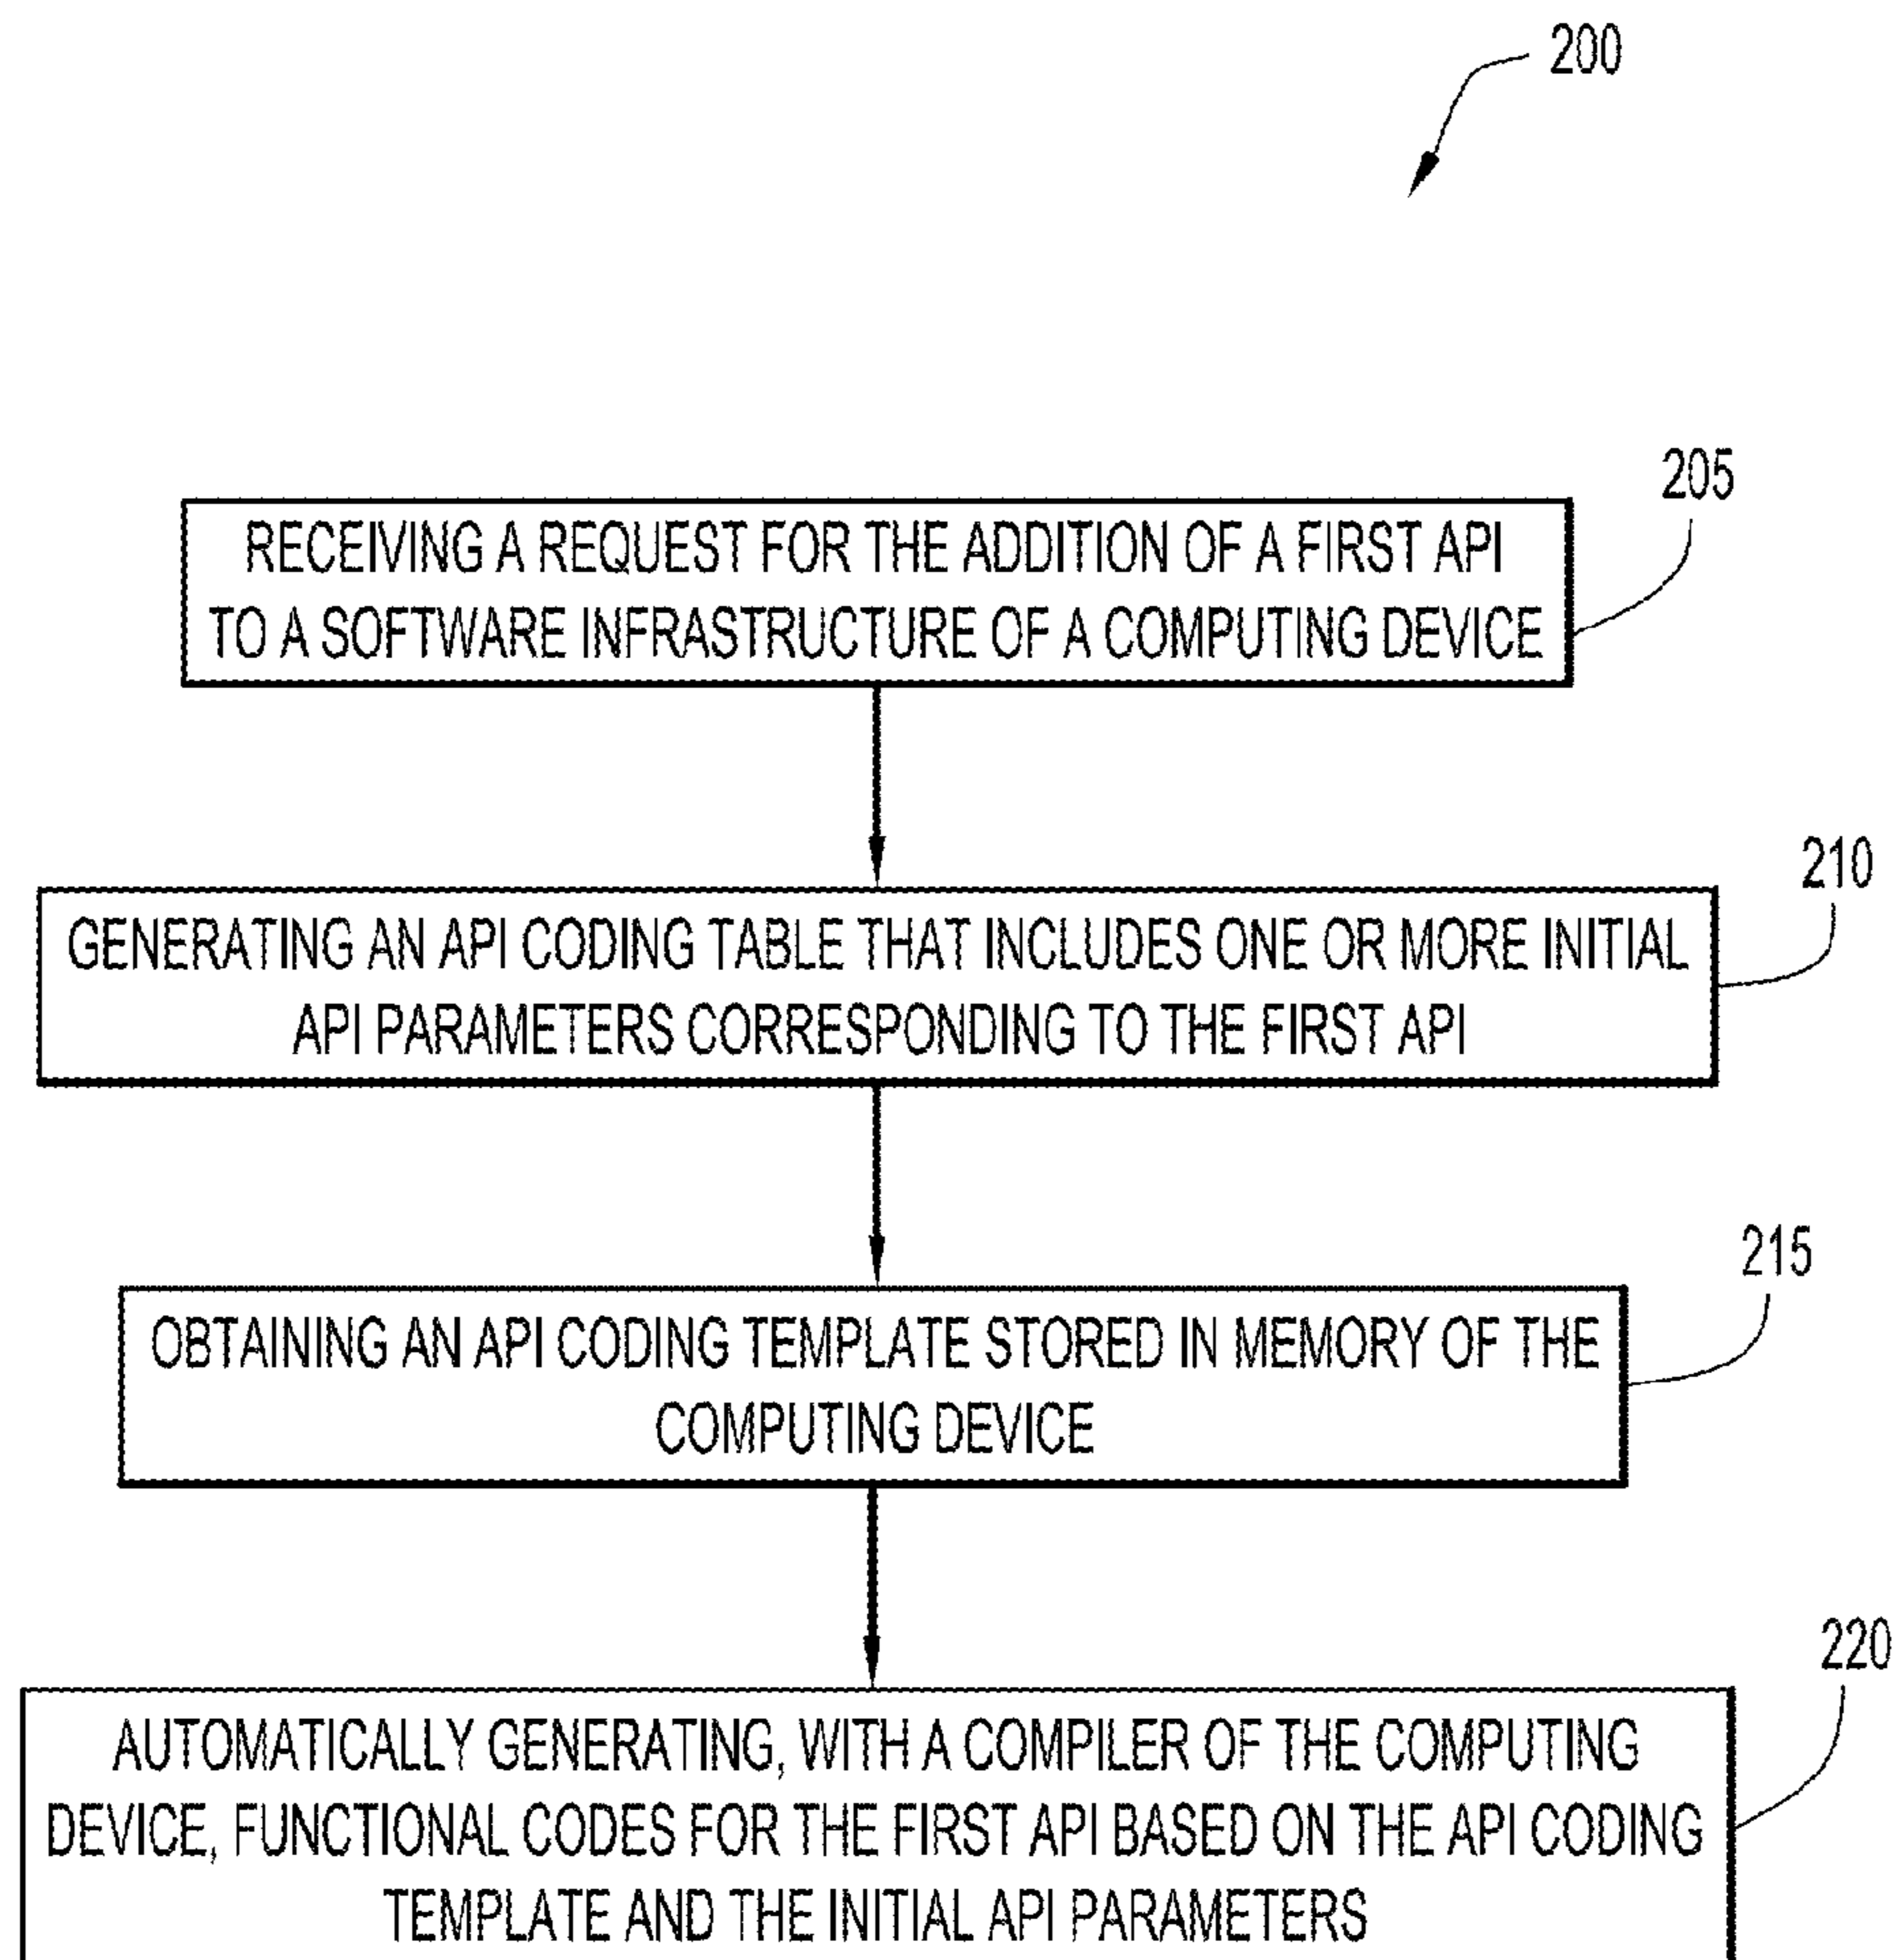 200
205
RECEIVING A REQUEST FOR THE ADDITION OF A FIRST API
TO A SOFTWARE INFRASTRUCTURE OF A COMPUTING DEVICE
210
GENERATING AN API CODING TABLE THAT INCLUDES ONE OR MORE INITIAL
API PARAMETERS CORRESPONDING TO THE FIRST API
215
OBTAINING AN API CODING TEMPLATE STORED IN MEMORY OF THE
COMPUTING DEVICE
220
AUTOMATICALLY GENERATING, WITH A COMPILER OF THE COMPUTING
DEVICE, FUNCTIONAL CODES FOR THE FIRST API BASED ON THE API CODING
TEMPLATE AND THE INITIAL API PARAMETERS